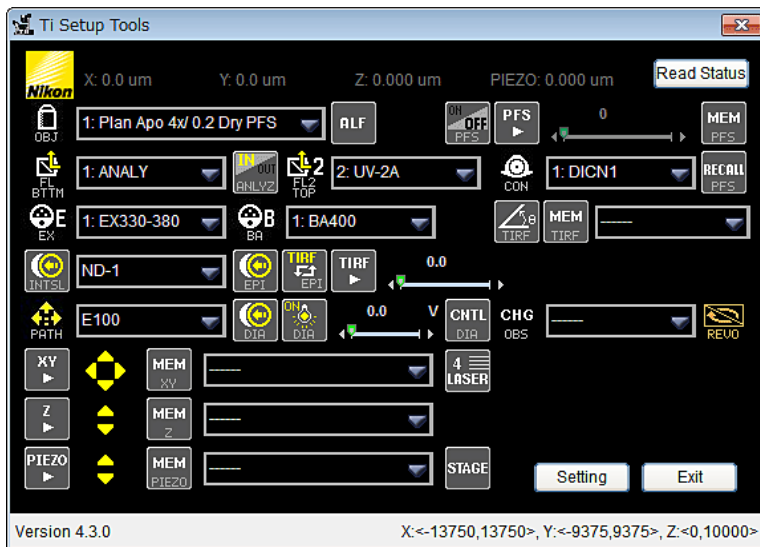 Ti Setup Tools
Nikon X: 0.0 um Y: 0.0 um Z: 0.000 um PIEZO: 0.000 um Read Status
OBJ 1: Plan Apo 4x/ 0.2 Dry PFS ALF ON OFF PFS PFS 0 MEM PFS
FL BTTM 1: ANALY IN OUT ANLYZ 2 FL2 TOP 2: UV-2A CON 1: DICN1 RECALL PFS
E EX 1: EX330-380 B BA 1: BA400 θ TIRF MEM TIRF -----
INTSL ND-1 EPI TIRF EPI TIRF 0.0
PATH E100 DIA ON DIA 0.0 V CNTL DIA CHG OBS ----- REVO
XY MEM XY ----- 4 LASER
Z MEM Z -----
PIEZO MEM PIEZO ----- STAGE Setting Exit
Version 4.3.0 X:<-13750,13750>, Y:<-9375,9375>, Z:<0,10000>